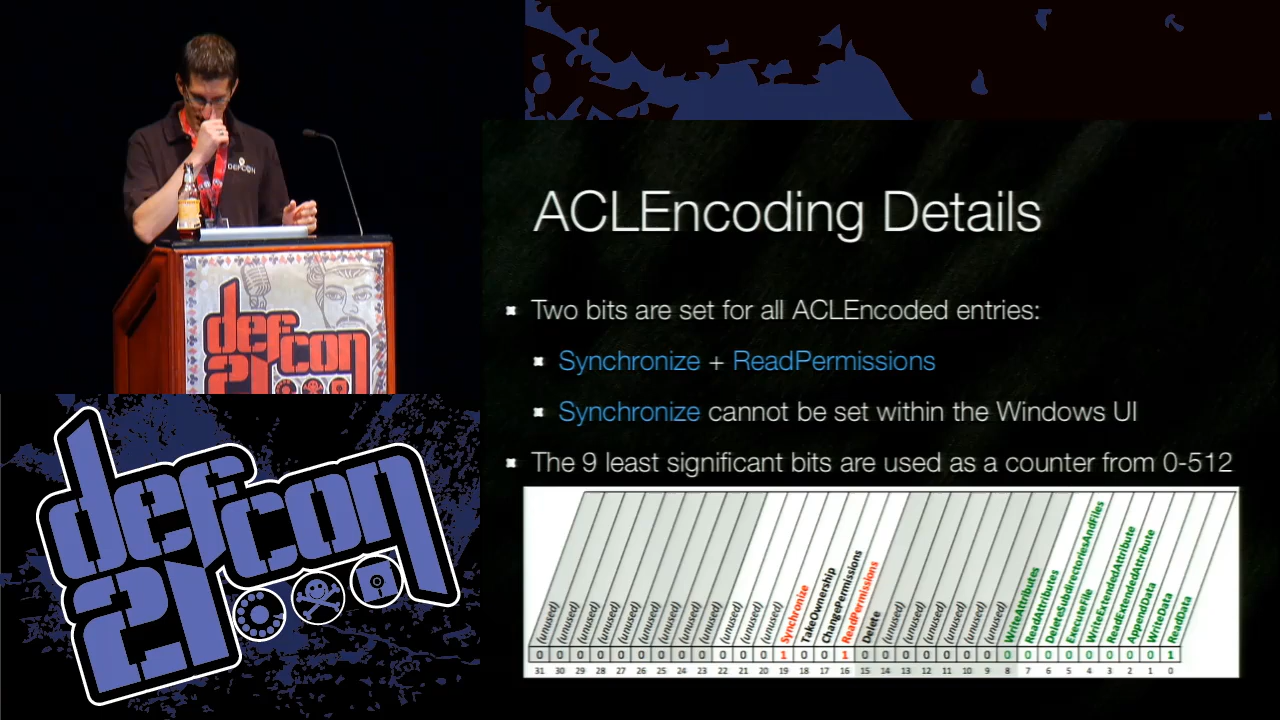 DEFCON
def
con
21
def
con
21
ACLEncoding Details
Two bits are set for all ACLEncoded entries:
Synchronize + ReadPermissions
Synchronize cannot be set within the Windows UI
The 9 least significant bits are used as a counter from 0-512
(unused) (unused) (unused) (unused) (unused) (unused) (unused) (unused) (unused) (unused) (unused) (unused) Synchronize TakeOwnership ChangePermissions ReadPermissions Delete (unused) (unused) (unused) (unused) (unused) (unused) WriteAttributes ReadAttributes DeleteSubdirectoriesAndFiles ExecuteFile WriteExtendedAttribute ReadExtendedAttribute AppendData WriteData ReadData
0 0 0 0 0 0 0 0 0 0 0 0 1 0 0 1 0 0 0 0 0 0 0 0 0 0 0 0 0 0 0 1
31 30 29 28 27 26 25 24 23 22 21 20 19 18 17 16 15 14 13 12 11 10 9 8 7 6 5 4 3 2 1 0